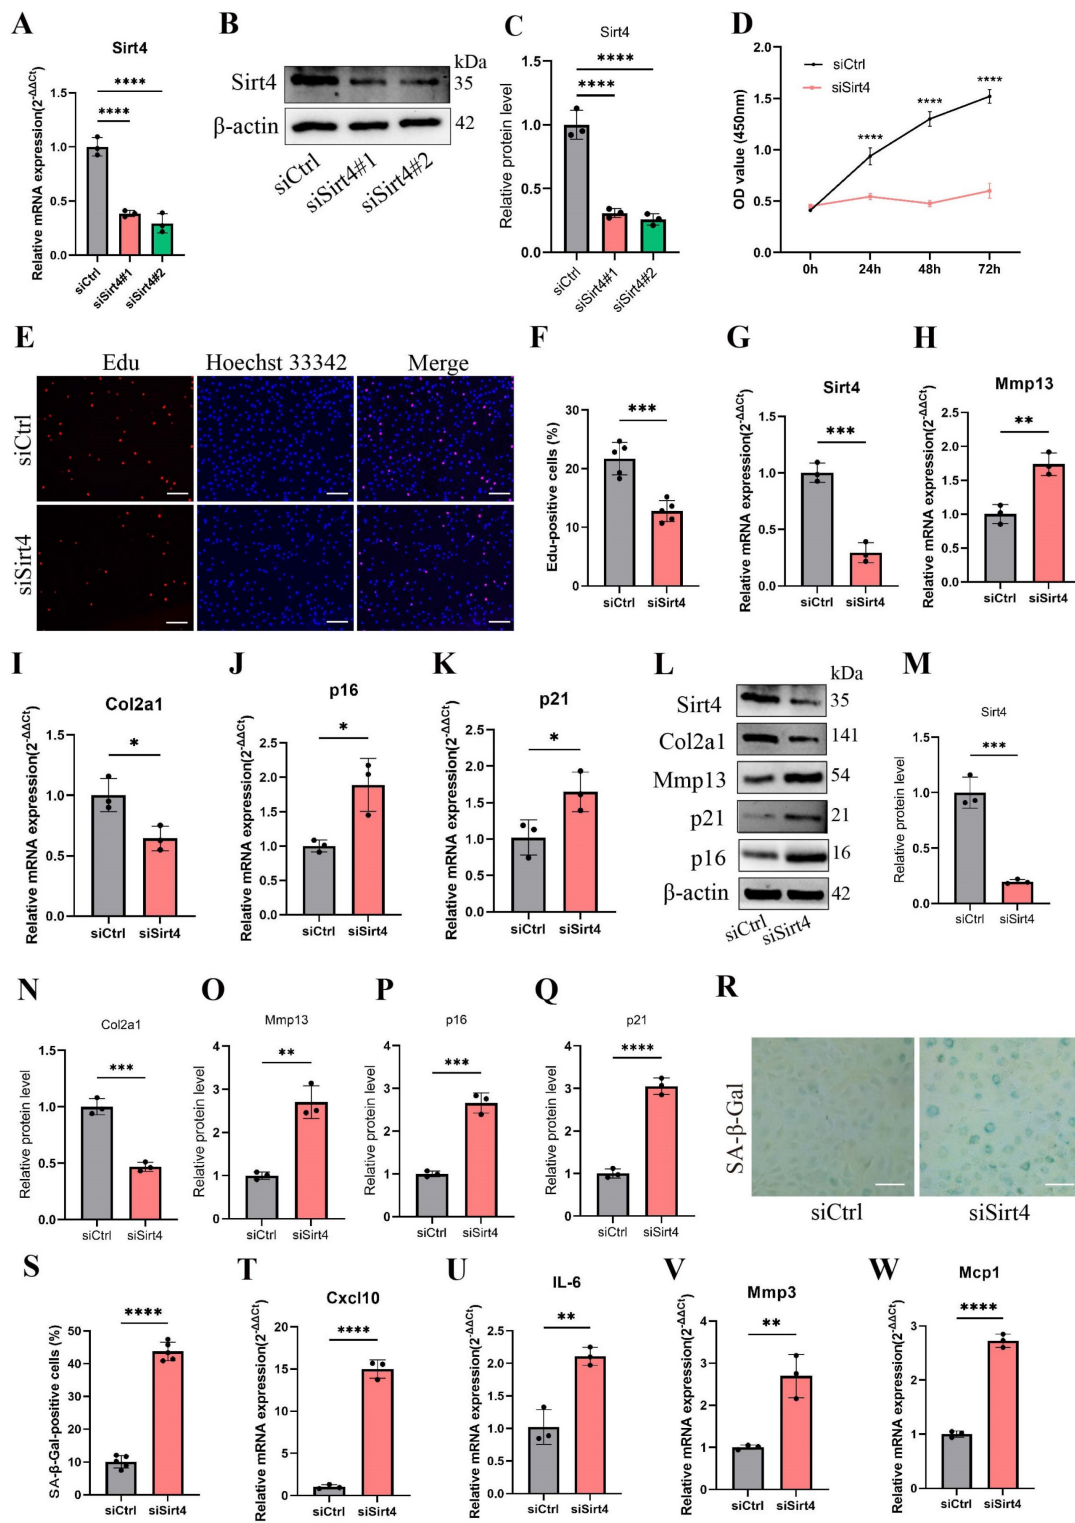 A
Sirt4
Relative mRNA expression(2-ΔΔCt)
1.5
1.0
0.5
0.0
****
****
siCtrl
siSirt4#1
siSirt4#2
B
kDa
Sirt4
35
β-actin
42
siCtrl
siSirt4#1
siSirt4#2
C
Sirt4
Relative protein level
1.5
1.0
0.5
0.0
****
****
siCtrl
siSirt4#1
siSirt4#2
D
OD value (450nm)
2.0
1.5
1.0
0.5
0.0
siCtrl
siSirt4
****
****
****
0h 24h 48h 72h
E
Edu Hoechst 33342 Merge
siCtrl
siSirt4
F
Edu-positive cells (%)
30
20
10
0
***
siCtrl siSirt4
G
Sirt4
Relative mRNA expression(2-ΔΔCt)
1.5
1.0
0.5
0.0
***
siCtrl siSirt4
H
Mmp13
Relative mRNA expression(2-ΔΔCt)
2.0
1.5
1.0
0.5
0.0
**
siCtrl siSirt4
I
Col2a1
Relative mRNA expression(2-ΔΔCt)
1.5
1.0
0.5
0.0
*
siCtrl siSirt4
J
p16
Relative mRNA expression(2-ΔΔCt)
2.5
2.0
1.5
1.0
0.5
0.0
*
siCtrl siSirt4
K
p21
Relative mRNA expression(2-ΔΔCt)
2.0
1.5
1.0
0.5
0.0
*
siCtrl siSirt4
L
kDa
Sirt4 35
Col2a1 141
Mmp13 54
p21 21
p16 16
β-actin 42
siCtrl siSirt4
M
Sirt4
Relative protein level
1.5
1.0
0.5
0.0
***
siCtrl siSirt4
N
Col2a1
Relative protein level
1.5
1.0
0.5
0.0
***
siCtrl siSirt4
O
Mmp13
Relative protein level
4
3
2
1
0
**
siCtrl siSirt4
P
p16
Relative protein level
4
3
2
1
0
***
siCtrl siSirt4
Q
p21
Relative protein level
4
3
2
1
0
****
siCtrl siSirt4
R
SA-β-Gal
siCtrl siSirt4
S
SA-β-Gal-positive cells (%)
50
40
30
20
10
0
****
siCtrl siSirt4
T
Cxcl10
Relative mRNA expression(2-ΔΔCt)
20
15
10
5
0
****
siCtrl siSirt4
U
IL-6
Relative mRNA expression(2-ΔΔCt)
2.5
2.0
1.5
1.0
0.5
0.0
**
siCtrl siSirt4
V
Mmp3
Relative mRNA expression(2-ΔΔCt)
4
3
2
1
0
**
siCtrl siSirt4
W
Mcp1
Relative mRNA expression(2-ΔΔCt)
3
2
1
0
****
siCtrl siSirt4